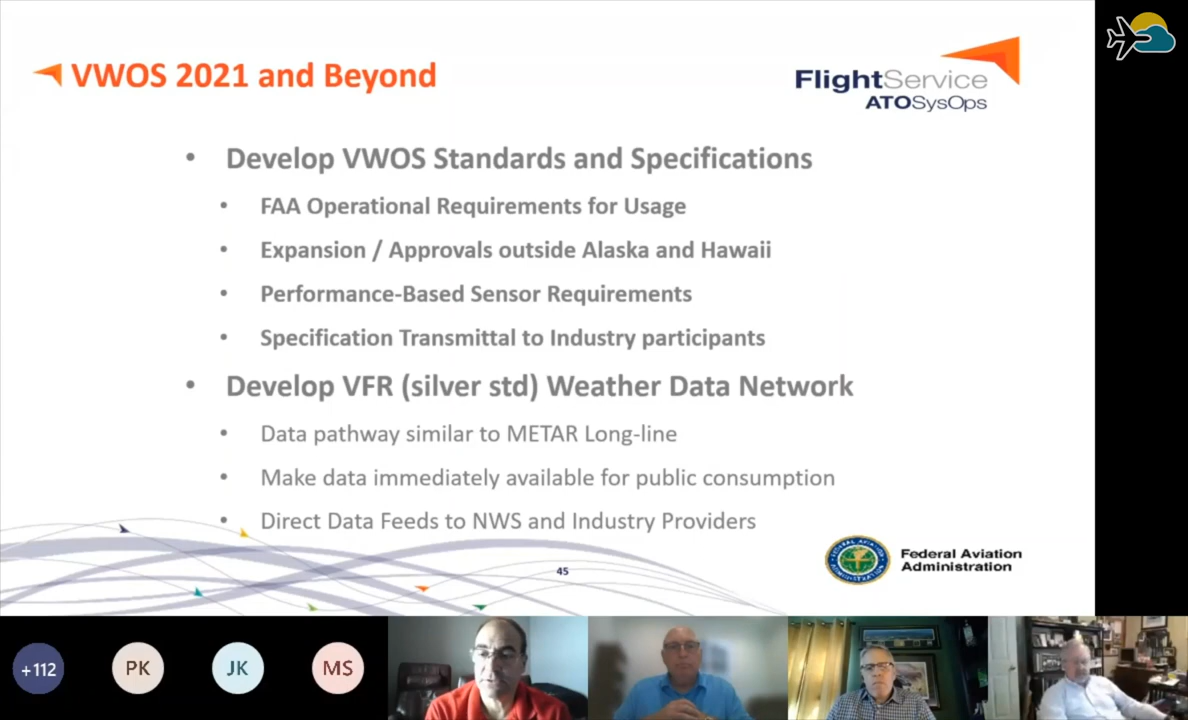 VWOS 2021 and Beyond
FlightService
ATOSysOps
• Develop VWOS Standards and Specifications
• FAA Operational Requirements for Usage
• Expansion / Approvals outside Alaska and Hawaii
• Performance-Based Sensor Requirements
• Specification Transmittal to Industry participants
• Develop VFR (silver std) Weather Data Network
• Data pathway similar to METAR Long-line
• Make data immediately available for public consumption
• Direct Data Feeds to NWS and Industry Providers
45
Federal Aviation
Administration
+112
PK
JK
MS